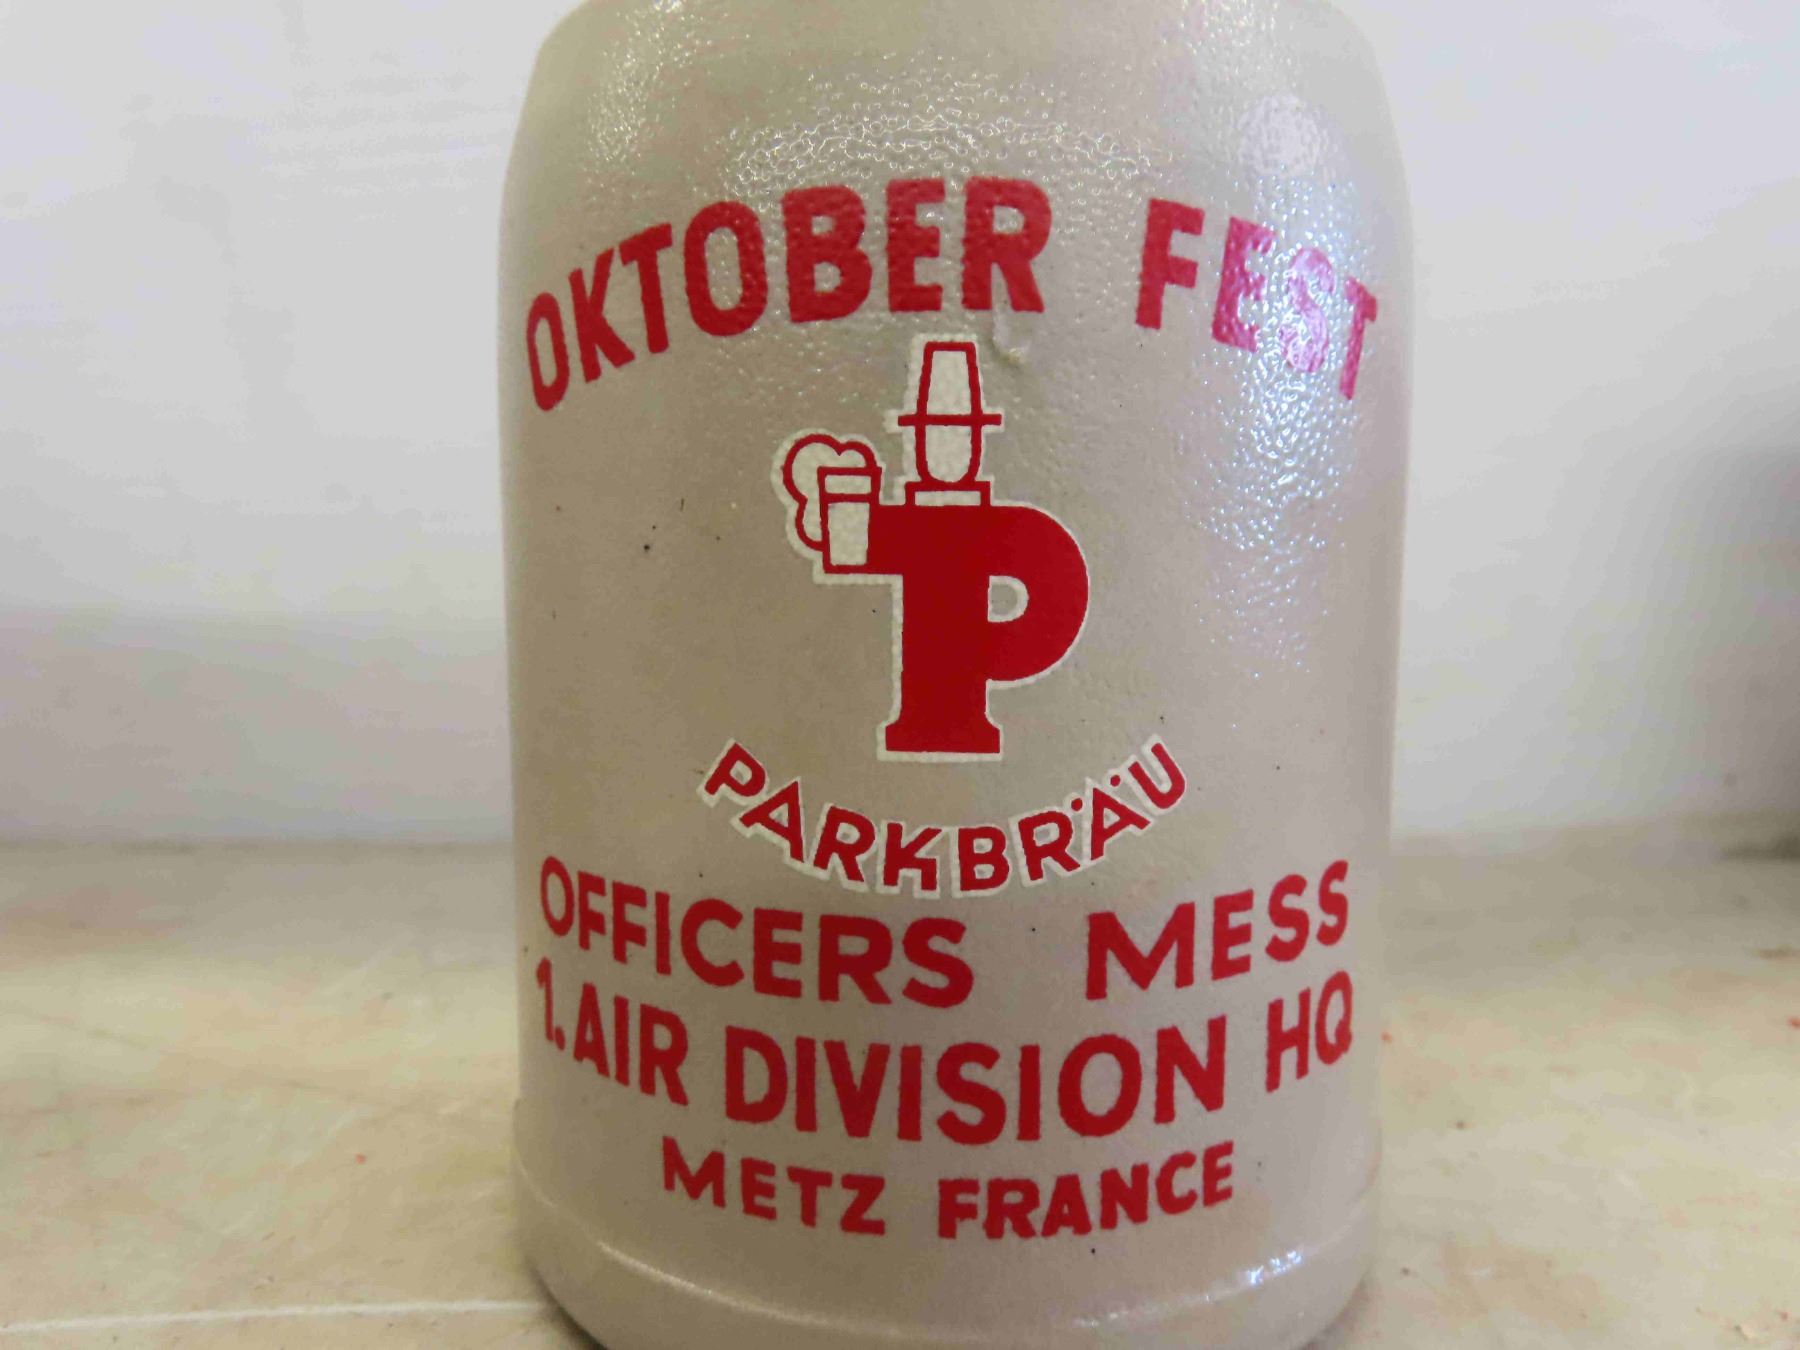 OKTOBER FEST
P
PARKBRÄU
OFFICERS MESS
1. AIR DIVISION HQ
METZ FRANCE